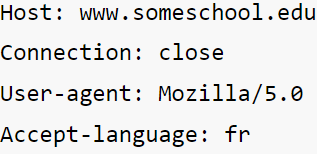 Host: www.someschool.edu
Connection: close
User-agent: Mozilla/5.0
Accept-language: fr